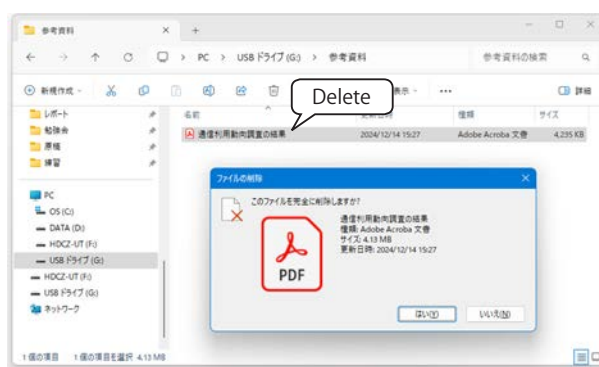 参考資料
PC > USB ドライブ (G:) > 参考資料
参考資料の検索
新規作成
Delete
表示
詳細
レポート
勉強会
原稿
練習
名前
更新日時
種類
サイズ
通信利用動向調査の結果
2024/12/14 15:27
Adobe Acroba 文書
4,235 KB
PC
OS (C:)
DATA (D:)
HDCZ-UT (F:)
USB ドライブ (G:)
HDCZ-UT (F:)
USB ドライブ (G:)
ネットワーク
ファイルの削除
このファイルを完全に削除しますか?
PDF
通信利用動向調査の結果
種類: Adobe Acroba 文書
サイズ: 4.13 MB
更新日時: 2024/12/14 15:27
はい(Y)
いいえ(N)
1 個の項目 1 個の項目を選択 4.13 MB